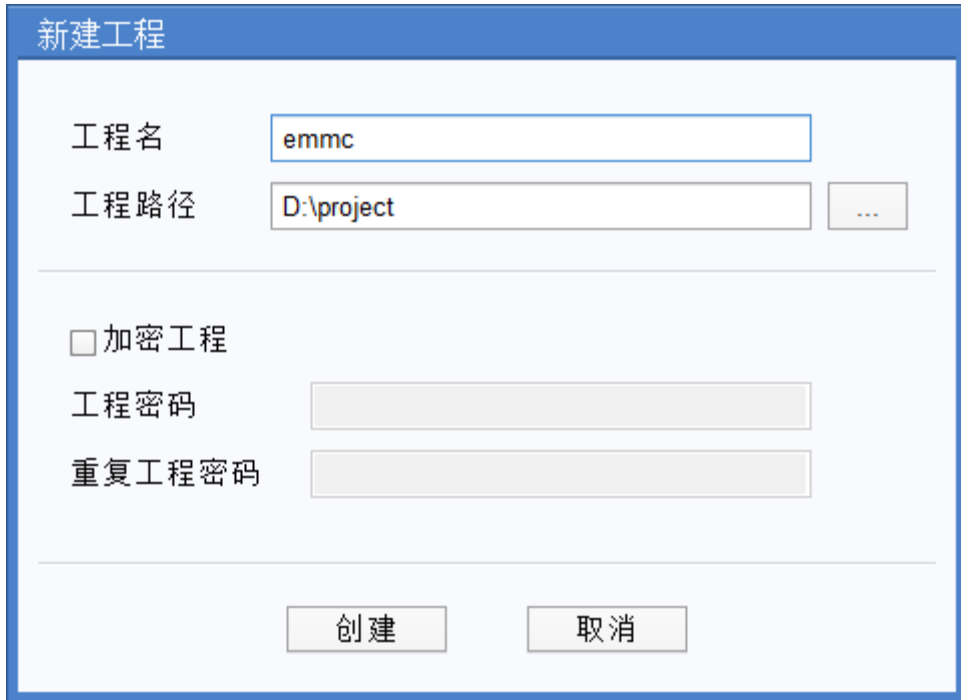 新建工程
工程名 emmc
工程路径 D:\project ...
加密工程
工程密码
重复工程密码
创建 取消